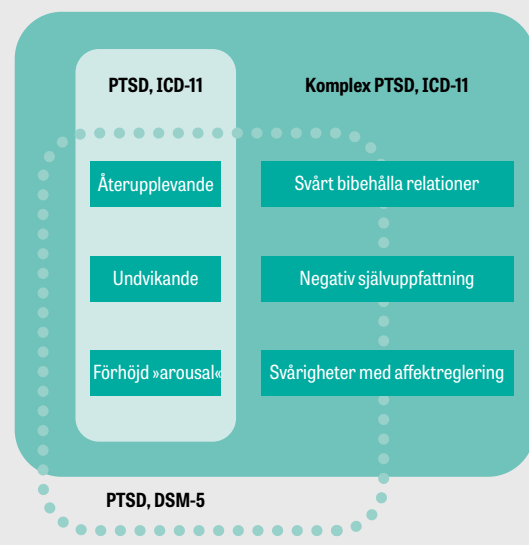 PTSD, ICD-11
Komplex PTSD, ICD-11
Återupplevande
Svårt bibehålla relationer
Undvikande
Negativ självuppfattning
Förhöjd »arousal«
Svårigheter med affektreglering
PTSD, DSM-5